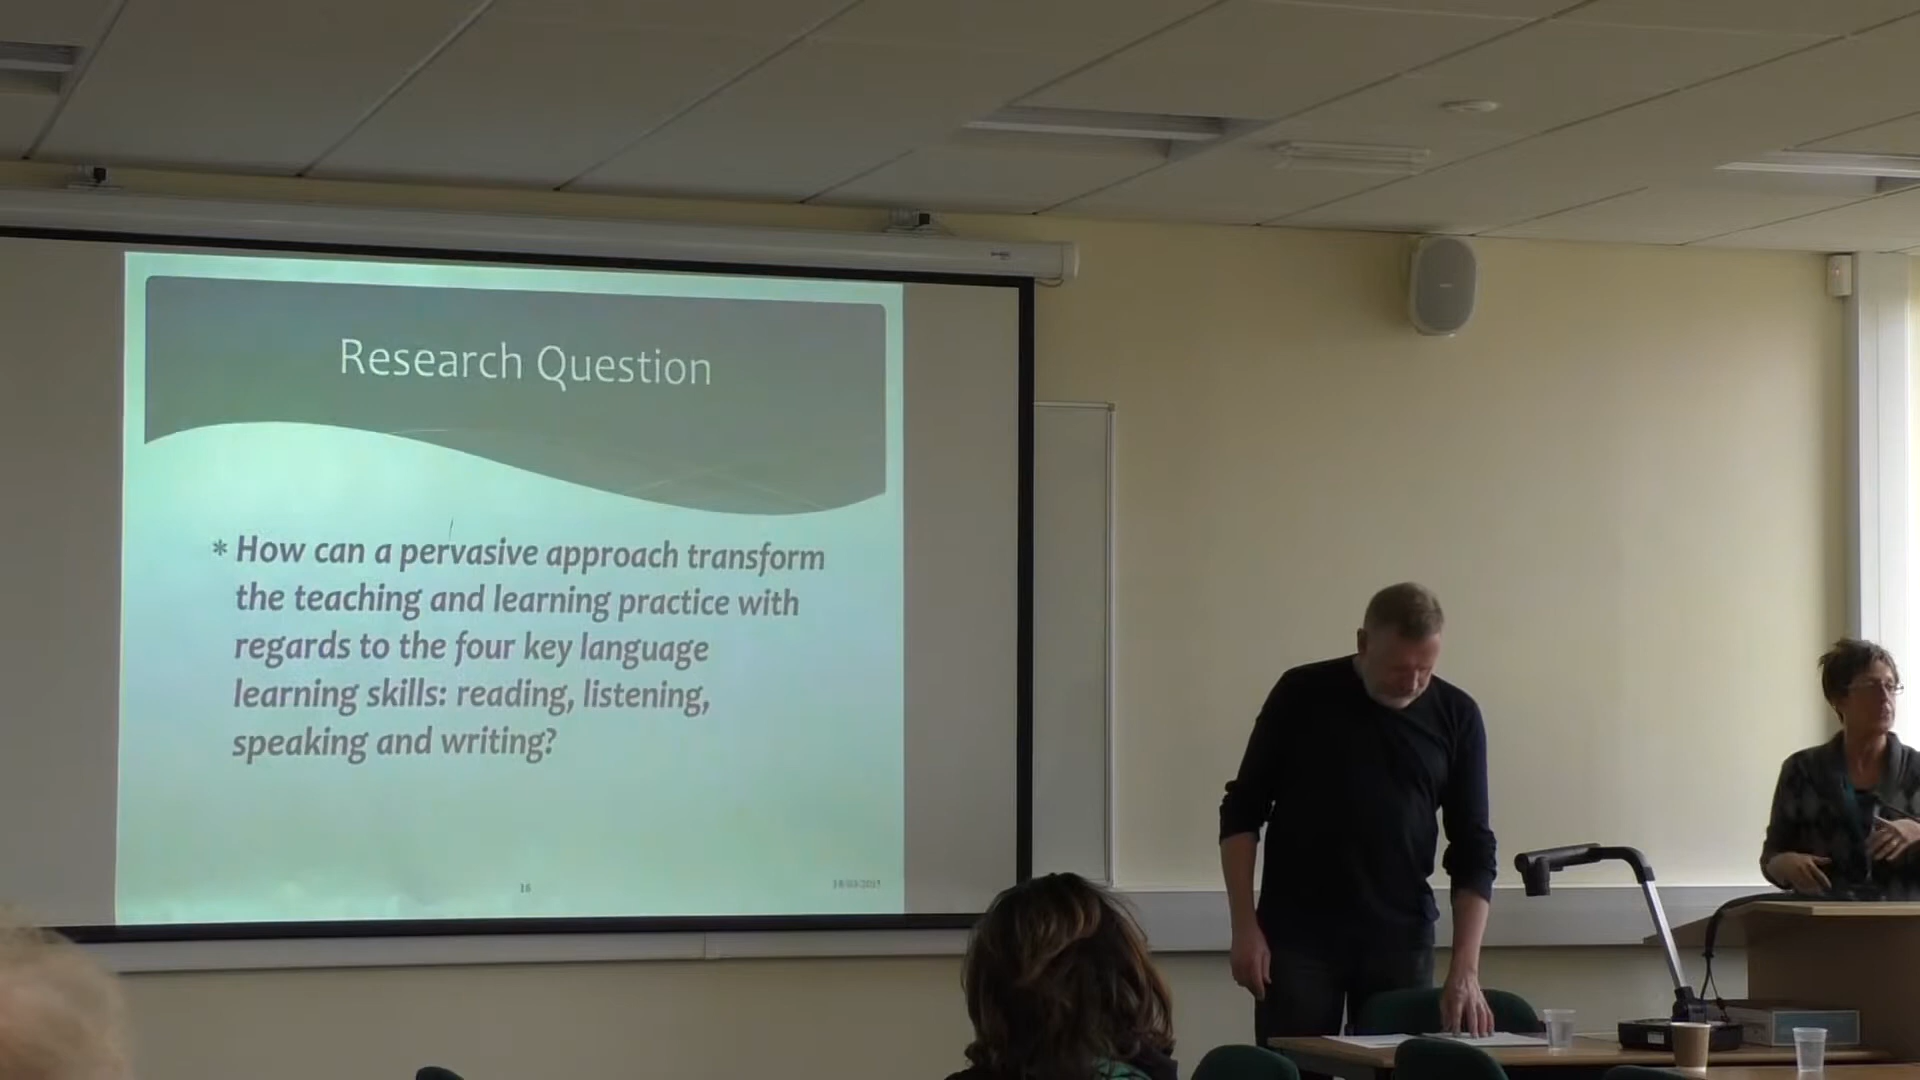 Research Question
* How can a pervasive approach transform
the teaching and learning practice with
regards to the four key language
learning skills: reading, listening,
speaking and writing?
16